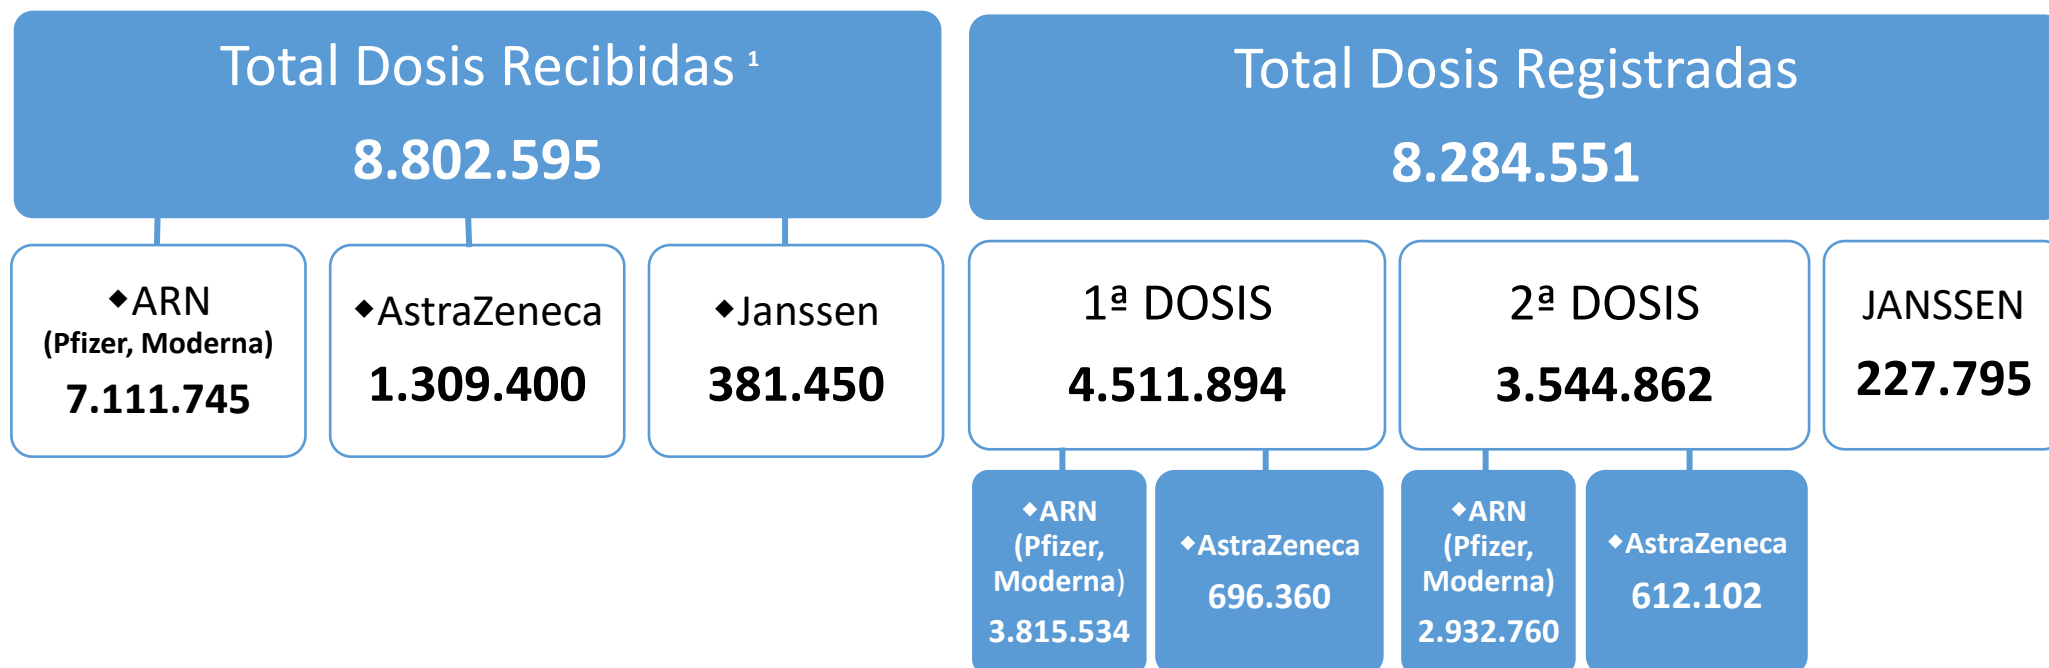 Total Dosis Recibidas ¹
8.802.595
◆ARN
(Pfizer, Moderna)
7.111.745
◆AstraZeneca
1.309.400
◆Janssen
381.450
Total Dosis Registradas
8.284.551
1ª DOSIS
4.511.894
◆ARN
(Pfizer,
Moderna)
3.815.534
◆AstraZeneca
696.360
2ª DOSIS
3.544.862
◆ARN
(Pfizer,
Moderna)
2.932.760
◆AstraZeneca
612.102
JANSSEN
227.795